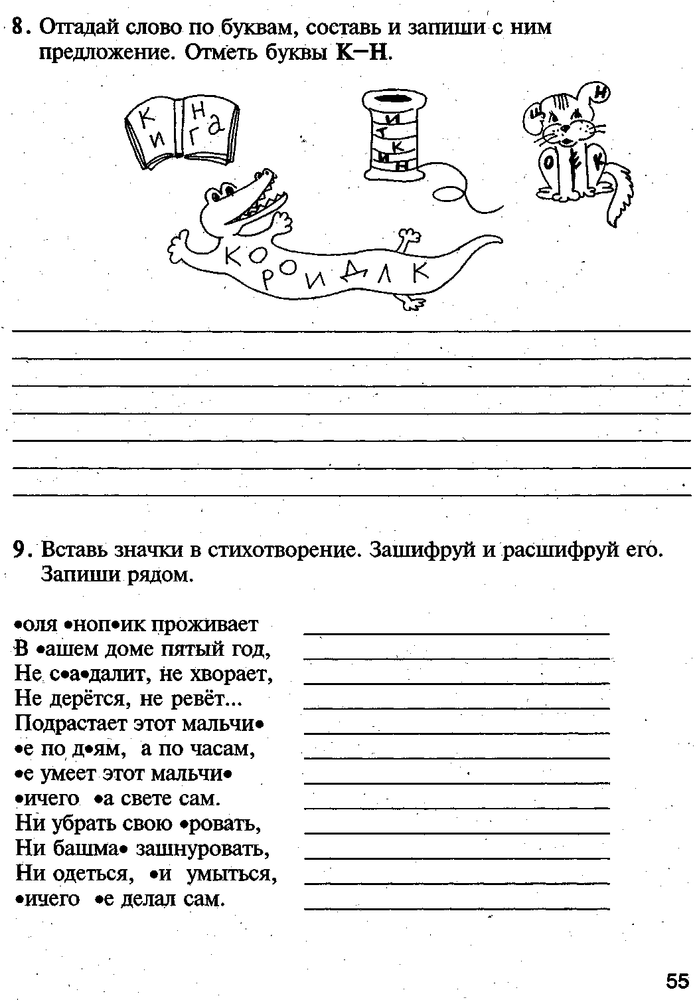 8. Отгадай слово по буквам, составь и запиши с ним
предложение. Отметь буквы К—Н.
К Н
И Г а
И
Т
К
И Н
Н
Щ
О Е К
К О Р О И Д Л К
9. Вставь значки в стихотворение. Зашифруй и расшифруй его.
Запиши рядом.
•оля •ноп•ик проживает
В •ашем доме пятый год,
Не с•а•далит, не хворает,
Не дерётся, не ревёт...
Подрастает этот мальчи•
•е по д•ям, а по часам,
•е умеет этот мальчи•
•ичего •а свете сам.
Ни убрать свою •ровать,
Ни башма• зашнуровать,
Ни одеться, •и умыться,
•ичего •е делал сам.
55